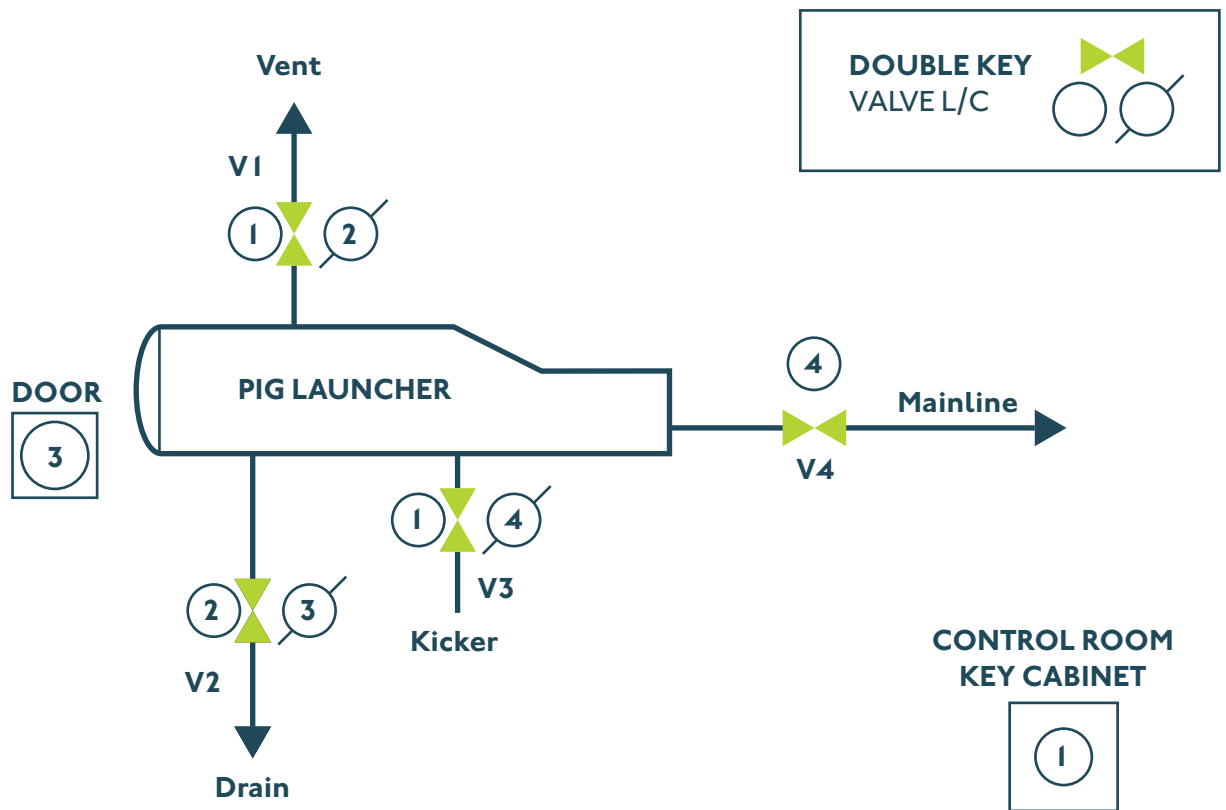 Vent
DOUBLE KEY
VALVE L/C
V1
1
2
DOOR
3
PIG LAUNCHER
4
Mainline
V4
1
4
V3
Kicker
2
3
V2
Drain
CONTROL ROOM
KEY CABINET
1